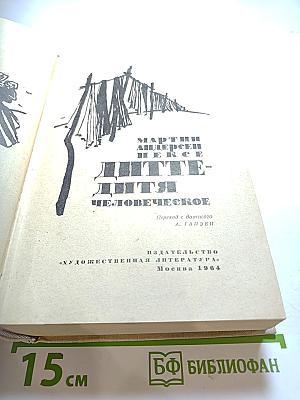 МАРТИН
АНДЕРСЕН
НЕКСЕ
ДИТТЕ-
ДИТЯ
ЧЕЛОВЕЧЕСКОЕ
Перевод с датского
А. ГАНЗЕН
ИЗДАТЕЛЬСТВО
«ХУДОЖЕСТВЕННАЯ ЛИТЕРАТУРА»
Москва 1964
15 СМ
БФ БИБЛИОФАН